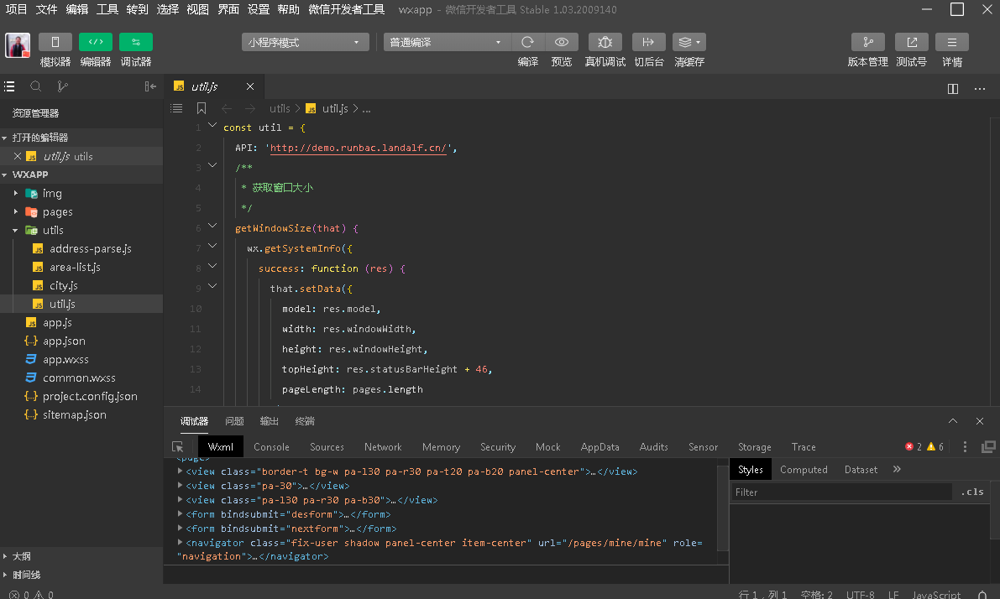 项目 文件 编辑 工具 转到 选择 视图 界面 设置 帮助 微信开发者工具 wxapp - 微信开发者工具 Stable 1.03.2009140
小程序模式 普通编译
模拟器 编辑器 调试器 编译 预览 真机调试 切后台 清缓存 版本管理 测试号 详情
JS util.js
资源管理器
打开的编辑器
JS util.js utils
WXAPP
img
pages
utils
JS address-parse.js
JS area-list.js
JS city.js
JS util.js
JS app.js
{..} app.json
app.wxss
common.wxss
{..} project.config.json
{..} sitemap.json
大纲
时间线
utils > JS util.js > ...
1 const util = {
2 API: 'http://demo.runbac.landalf.cn/',
3 /**
4 * 获取窗口大小
5 */
6 getWindowSize(that) {
7 wx.getSystemInfo({
8 success: function (res) {
9 that.setData({
10 model: res.model,
11 width: res.windowWidth,
12 height: res.windowHeight,
13 topHeight: res.statusBarHeight + 46,
14 pageLength: pages.length
调试器 问题 输出 终端
Wxml Console Sources Network Memory Security Mock AppData Audits Sensor Storage Trace 2 6
<page>
<view class="border-t bg-w pa-l30 pa-r30 pa-t20 pa-b20 panel-center">…</view>
<view class="pa-30">…</view>
<view class="pa-l30 pa-r30 pa-b30">…</view>
<form bindsubmit="desform">…</form>
<form bindsubmit="nextform">…</form>
<navigator class="fix-user shadow panel-center item-center" url="/pages/mine/mine" role=
"navigation">…</navigator>
Styles Computed Dataset »
Filter .cls
0 0 行 1，列 1 空格: 2 UTF-8 LF JavaScript